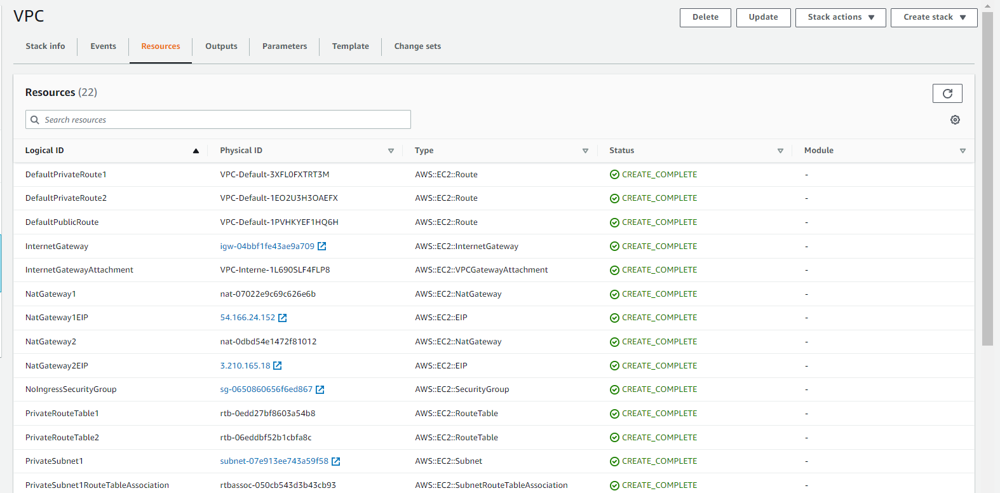 VPC
Delete Update Stack actions Create stack
Stack info Events Resources Outputs Parameters Template Change sets
Resources (22)
Search resources
Logical ID Physical ID Type Status Module
DefaultPrivateRoute1 VPC-Default-3XFL0FXTRT3M AWS::EC2::Route CREATE_COMPLETE -
DefaultPrivateRoute2 VPC-Default-1EO2U3H3OAEFX AWS::EC2::Route CREATE_COMPLETE -
DefaultPublicRoute VPC-Default-1PVHKYEF1HQ6H AWS::EC2::Route CREATE_COMPLETE -
InternetGateway igw-04bbf1fe43ae9a709 AWS::EC2::InternetGateway CREATE_COMPLETE -
InternetGatewayAttachment VPC-Interne-1L690SLF4FLP8 AWS::EC2::VPCGatewayAttachment CREATE_COMPLETE -
NatGateway1 nat-07022e9c69c626e6b AWS::EC2::NatGateway CREATE_COMPLETE -
NatGateway1EIP 54.166.24.152 AWS::EC2::EIP CREATE_COMPLETE -
NatGateway2 nat-0dbd54e1472f81012 AWS::EC2::NatGateway CREATE_COMPLETE -
NatGateway2EIP 3.210.165.18 AWS::EC2::EIP CREATE_COMPLETE -
NoIngressSecurityGroup sg-0650860656f6ed867 AWS::EC2::SecurityGroup CREATE_COMPLETE -
PrivateRouteTable1 rtb-0edd27bf8603a54b8 AWS::EC2::RouteTable CREATE_COMPLETE -
PrivateRouteTable2 rtb-06eddbf52b1cbfa8c AWS::EC2::RouteTable CREATE_COMPLETE -
PrivateSubnet1 subnet-07e913ee743a59f58 AWS::EC2::Subnet CREATE_COMPLETE -
PrivateSubnet1RouteTableAssociation rtbassoc-050cb543d3b43cb93 AWS::EC2::SubnetRouteTableAssociation CREATE_COMPLETE -